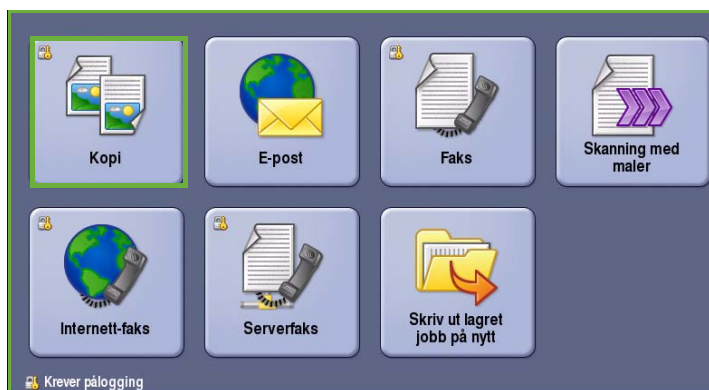 Kopi
E-post
Faks
Skanning med
maler
Internett-faks
Serverfaks
Skriv ut lagret
jobb på nytt
Krever pålogging